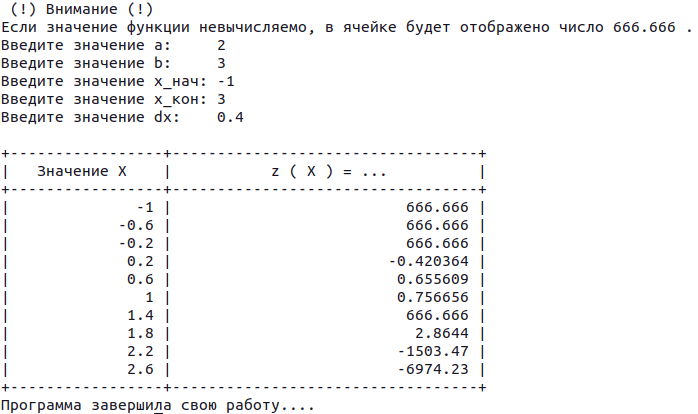 (!) Внимание (!)
Если значение функции невычисляемо, в ячейке будет отображено число 666.666 .
Введите значение a:     2
Введите значение b:     3
Введите значение x_нач: -1
Введите значение x_кон: 3
Введите значение dx:    0.4
+-----------------+----------------------------------+
|   Значение X    |           z ( X ) = ...          |
+-----------------+----------------------------------+
|              -1 |                          666.666 |
|            -0.6 |                          666.666 |
|            -0.2 |                          666.666 |
|             0.2 |                        -0.420364 |
|             0.6 |                         0.655609 |
|               1 |                         0.756656 |
|             1.4 |                          666.666 |
|             1.8 |                           2.8644 |
|             2.2 |                         -1503.47 |
|             2.6 |                         -6974.23 |
+-----------------+----------------------------------+
Программа завершила свою работу....